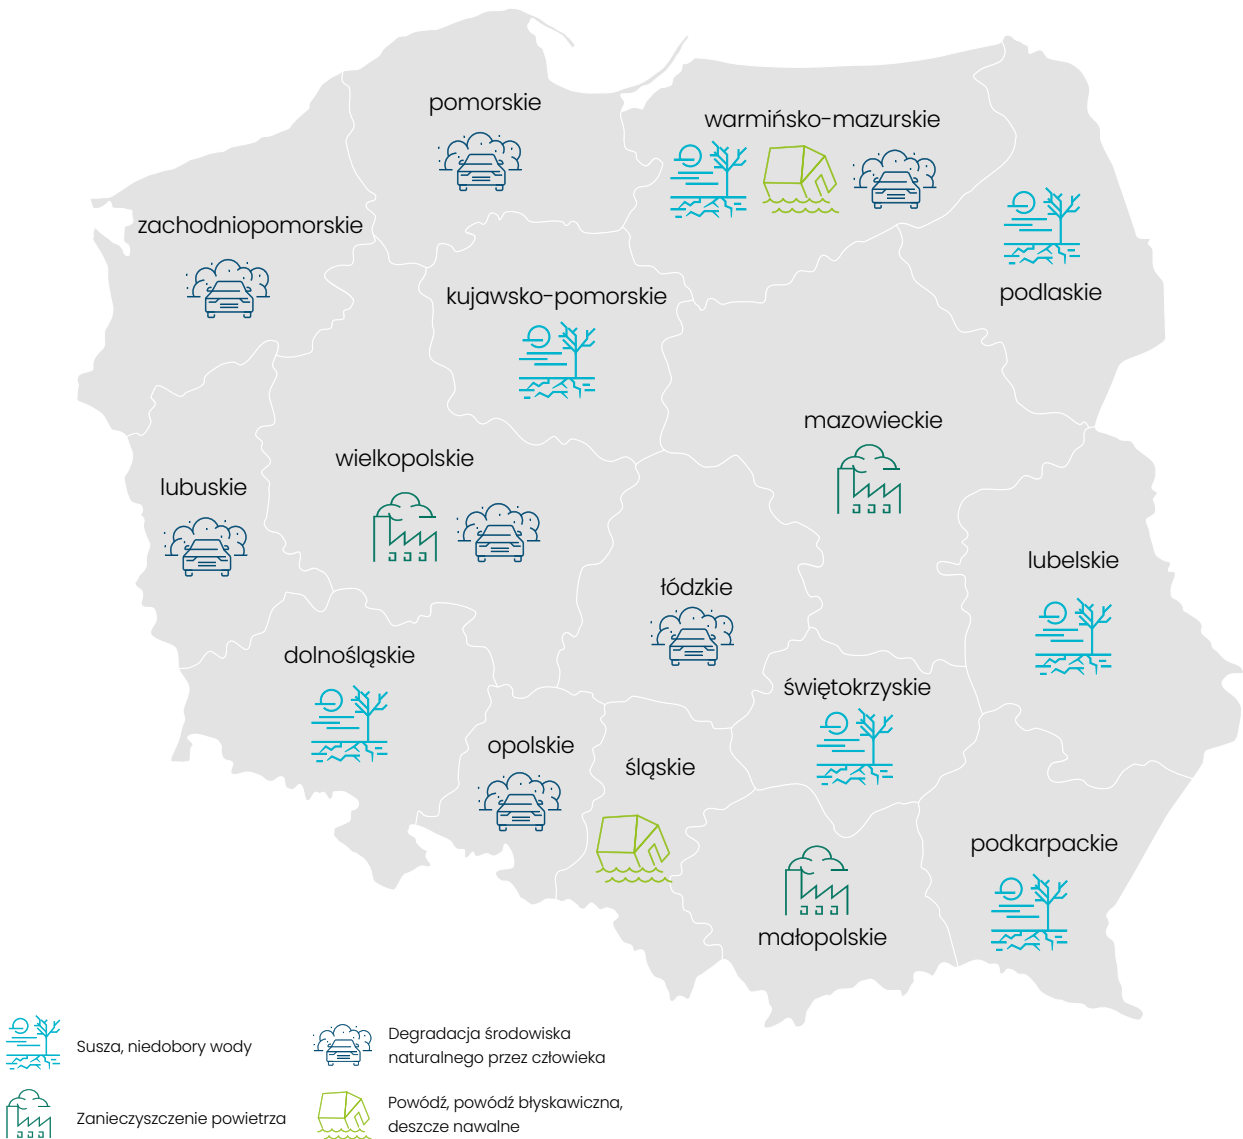 pomorskie
warmińsko-mazurskie
zachodniopomorskie
kujawsko-pomorskie
podlaskie
mazowieckie
wielkopolskie
lubuskie
lubelskie
łódzkie
dolnośląskie
świętokrzyskie
opolskie
śląskie
podkarpackie
małopolskie
Susza, niedobory wody
Degradacja środowiska
naturalnego przez człowieka
Zanieczyszczenie powietrza
Powódź, powódź błyskawiczna,
deszcze nawalne